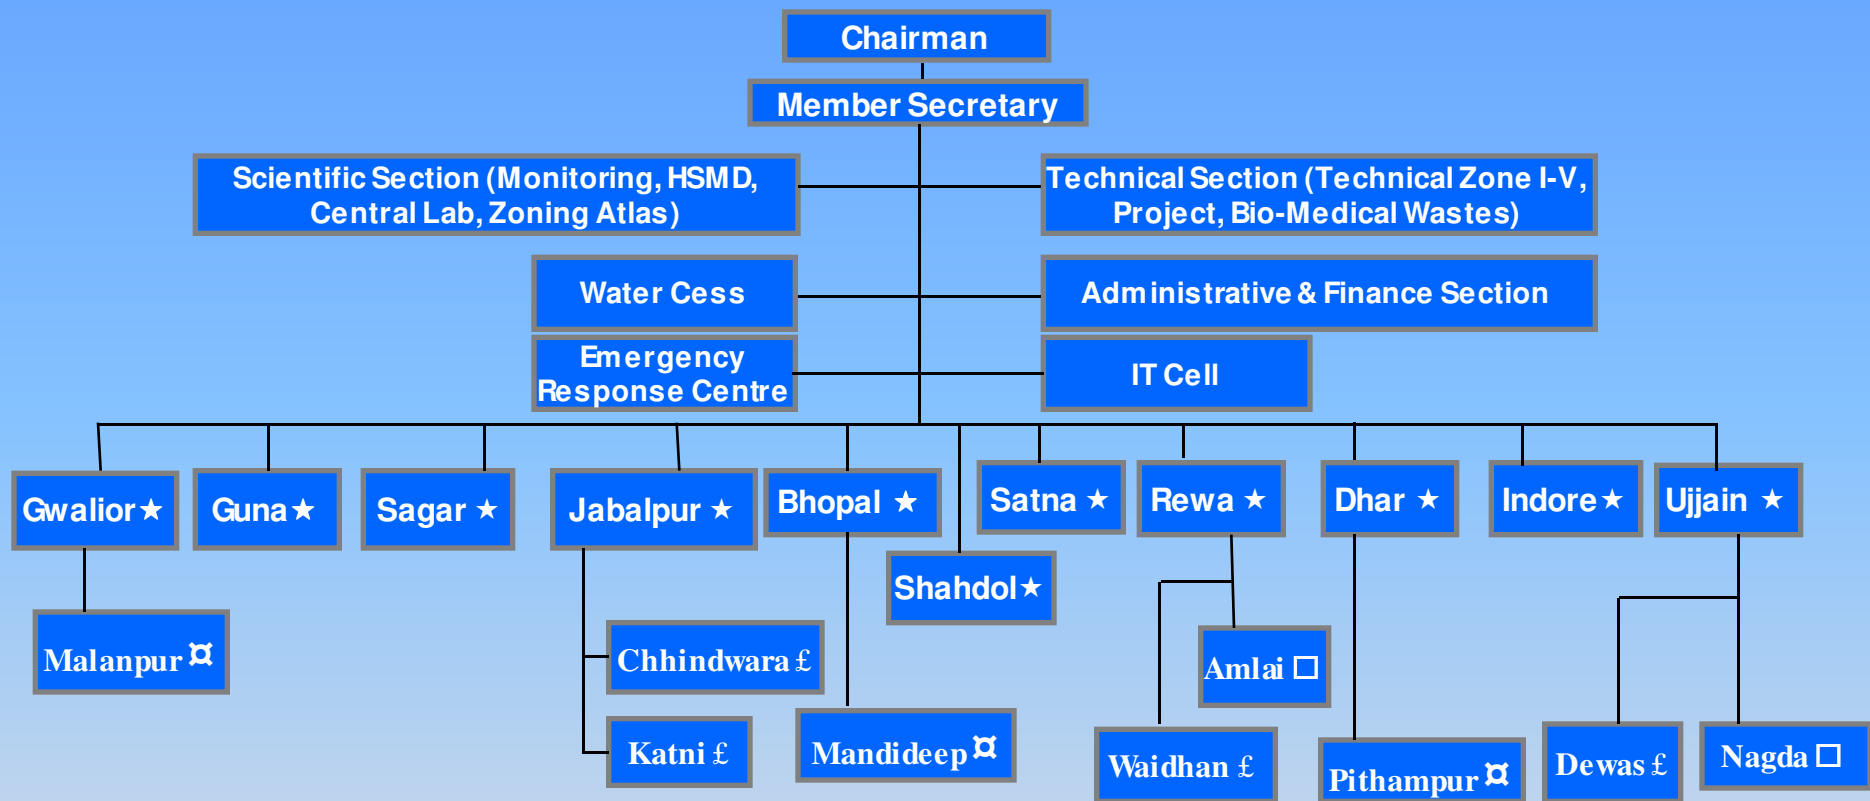 Chairman
Member Secretary
Scientific Section (Monitoring, HSMD,
Central Lab, Zoning Atlas)
Technical Section (Technical Zone I-V,
Project, Bio-Medical Wastes)
Water Cess
Administrative & Finance Section
Emergency
Response Centre
IT Cell
Gwalior ★
Guna ★
Sagar ★
Jabalpur ★
Bhopal ★
Shahdol ★
Satna ★
Rewa ★
Dhar ★
Indore ★
Ujjain ★
Malanpur ¤
Chhindwara £
Katni £
Mandideep ¤
Waidhan £
Amlai □
Pithampur ¤
Dewas £
Nagda □